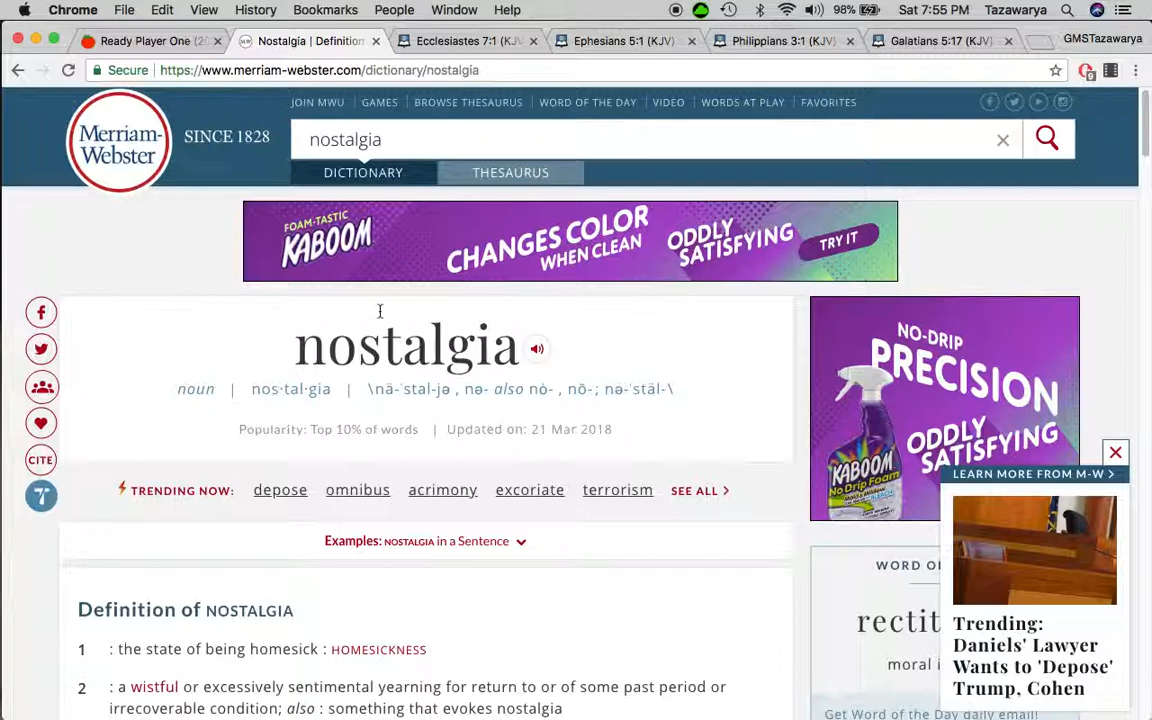 Chrome File Edit View History Bookmarks People Window Help 98% Sat 7:55 PM Tazawarya
Ready Player One (20 Nostalgia | Definition Ecclesiastes 7:1 (KJV Ephesians 5:1 (KJV) Philippians 3:1 (KJV) Galatians 5:17 (KJV) GMSTazawarya
Secure https://www.merriam-webster.com/dictionary/nostalgia
JOIN MWU GAMES BROWSE THESAURUS WORD OF THE DAY VIDEO WORDS AT PLAY FAVORITES
Merriam-
Webster
SINCE 1828
nostalgia
DICTIONARY THESAURUS
FOAM-TASTIC
KABOOM
CHANGES COLOR
WHEN CLEAN
ODDLY
SATISFYING
TRY IT
nostalgia
noun | nos·tal·gia | \nä-ˈstal-jə , nə- also nȯ- , nō- ; nə-ˈstäl-\
Popularity: Top 10% of words | Updated on: 21 Mar 2018
CITE
TRENDING NOW: depose omnibus acrimony excoriate terrorism SEE ALL >
Examples: NOSTALGIA in a Sentence
Definition of NOSTALGIA
1 : the state of being homesick : HOMESICKNESS
2 : a wistful or excessively sentimental yearning for return to or of some past period or
irrecoverable condition; also : something that evokes nostalgia
NO-DRIP
PRECISION
ODDLY
SATISFYING
KABOOM
No Drip Foam
WORD O
rectit
moral i
Get Word of the Day daily email!
LEARN MORE FROM M-W >
Trending:
Daniels' Lawyer
Wants to 'Depose'
Trump, Cohen